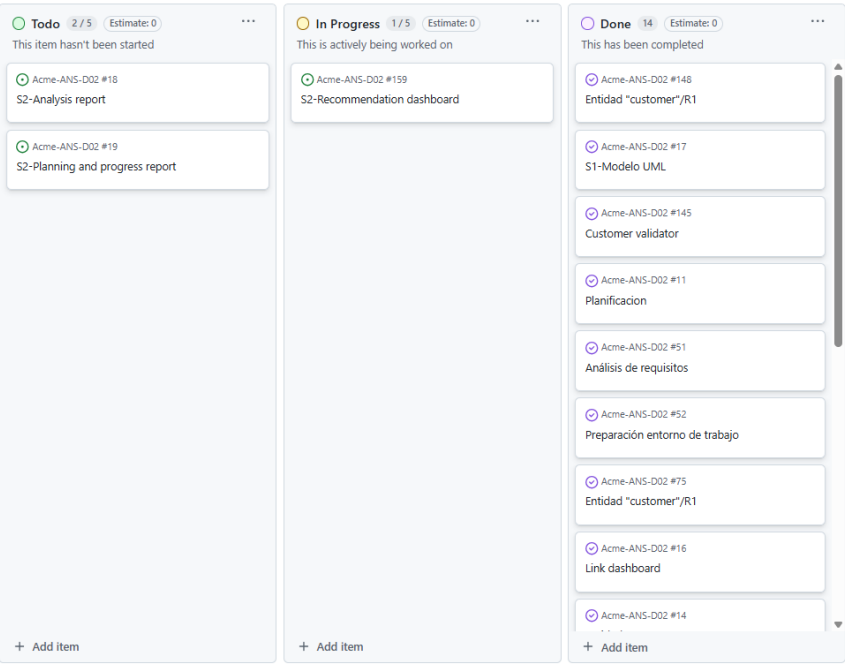 Todo 2 / 5 Estimate: 0 ...
This item hasn't been started
Acme-ANS-D02 #18
S2-Analysis report
Acme-ANS-D02 #19
S2-Planning and progress report
+ Add item
In Progress 1 / 5 Estimate: 0 ...
This is actively being worked on
Acme-ANS-D02 #159
S2-Recommendation dashboard
+ Add item
Done 14 Estimate: 0 ...
This has been completed
Acme-ANS-D02 #148
Entidad "customer"/R1
Acme-ANS-D02 #17
S1-Modelo UML
Acme-ANS-D02 #145
Customer validator
Acme-ANS-D02 #11
Planificacion
Acme-ANS-D02 #51
Análisis de requisitos
Acme-ANS-D02 #52
Preparación entorno de trabajo
Acme-ANS-D02 #75
Entidad "customer"/R1
Acme-ANS-D02 #16
Link dashboard
Acme-ANS-D02 #14
+ Add item